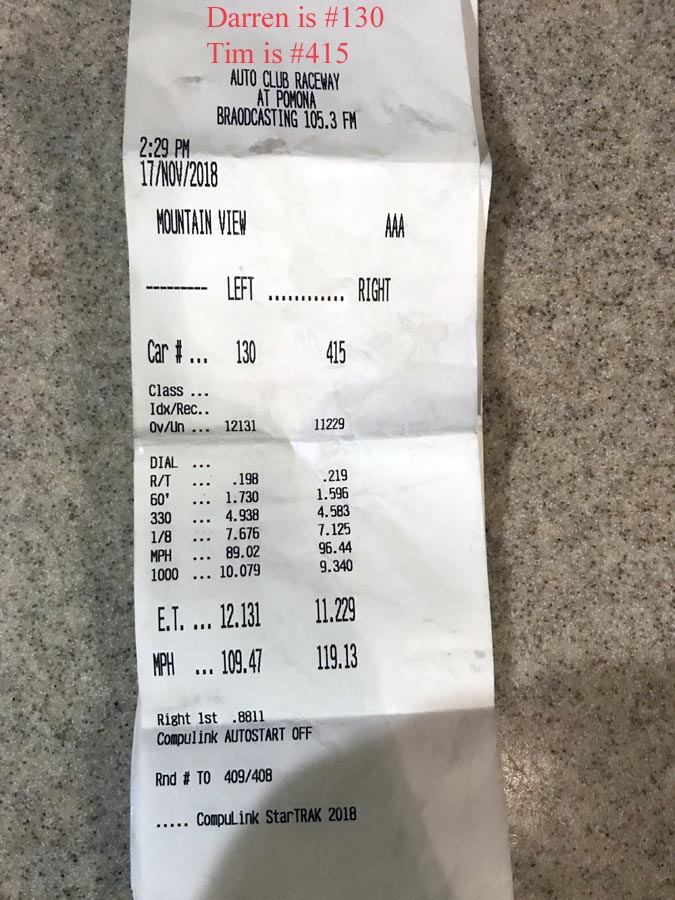 Darren is #130
Tim is #415
AUTO CLUB RACEWAY
AT POMONA
BRAODCASTING 105.3 FM
2:29 PM
17/NOV/2018
MOUNTAIN VIEW AAA
--------- LEFT ............ RIGHT
Car # ... 130 415
Class ...
Idx/Rec..
Ov/Un ... 12131 11229
DIAL ...
R/T ... .198 .219
60' ... 1.730 1.596
330 ... 4.938 4.583
1/8 ... 7.676 7.125
MPH ... 89.02 96.44
1000 ... 10.079 9.340
E.T. ... 12.131 11.229
MPH ... 109.47 119.13
Right 1st .8811
Compulink AUTOSTART OFF
Rnd # TO 409/408
..... CompuLink StarTRAK 2018